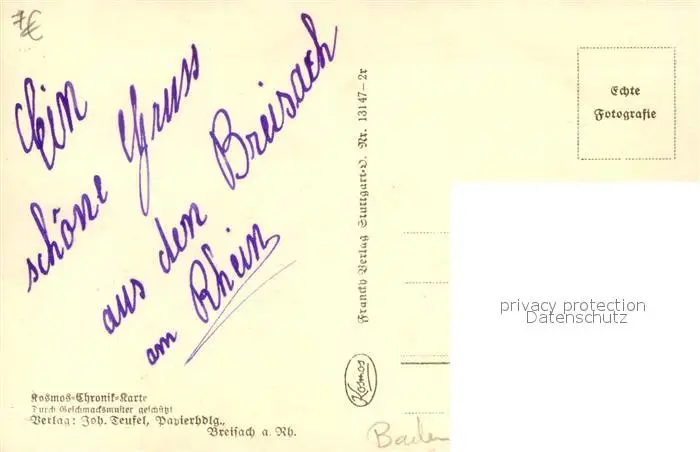 7€
Ein
schöne Gruss
aus den Breisach
am Rhein
Kosmos-Chronik-Karte
Durch Geschmacksmuster geschützt
Verlag: Joh. Teufel, Papierhdlg.,
Breisach a. Rh.
Franckh Verlag Stuttgart-O. Nr. 13147-2r
Kosmos
Echte
Fotografie
privacy protection
Datenschutz
Baden